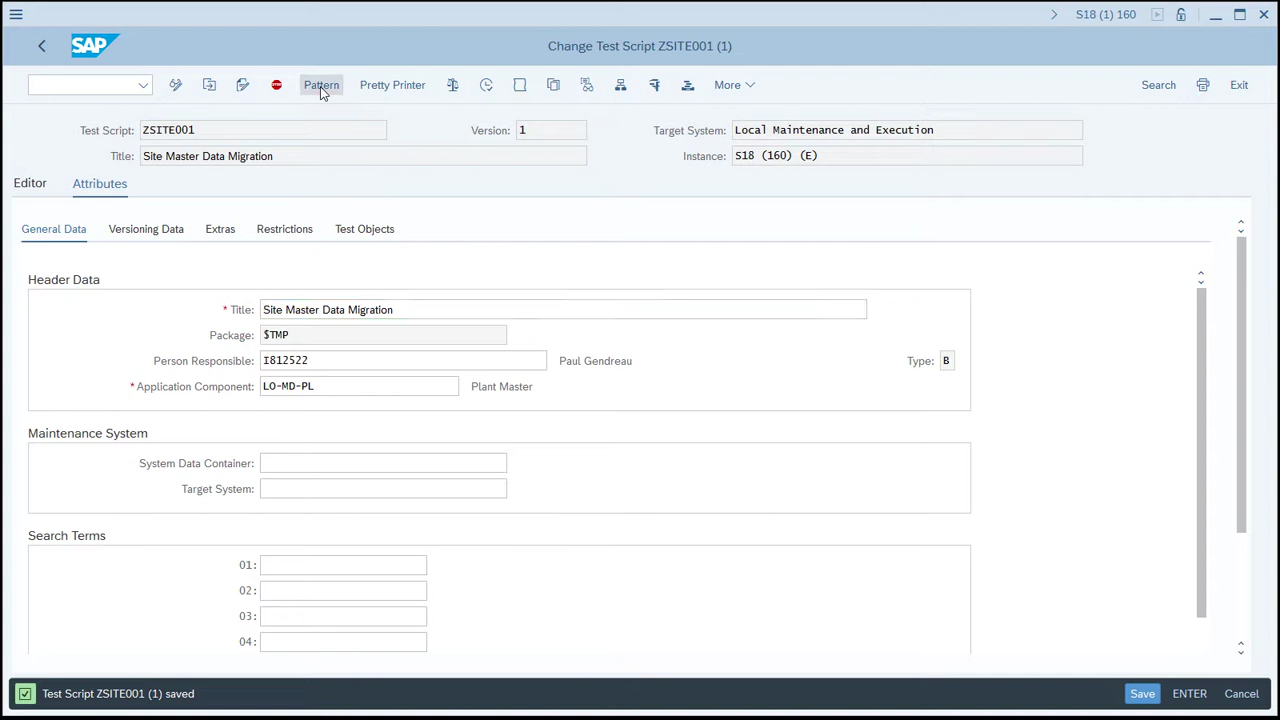 S18 (1) 160
SAP
Change Test Script ZSITE001 (1)
Pattern
Pretty Printer
More
Search
Exit
Test Script: ZSITE001
Version: 1
Target System: Local Maintenance and Execution
Title: Site Master Data Migration
Instance: S18 (160) (E)
Editor
Attributes
General Data
Versioning Data
Extras
Restrictions
Test Objects
Header Data
* Title: Site Master Data Migration
Package: $TMP
Person Responsible: I812522 Paul Gendreau
Type: B
* Application Component: LO-MD-PL Plant Master
Maintenance System
System Data Container:
Target System:
Search Terms
01:
02:
03:
04:
Test Script ZSITE001 (1) saved
Save
ENTER
Cancel